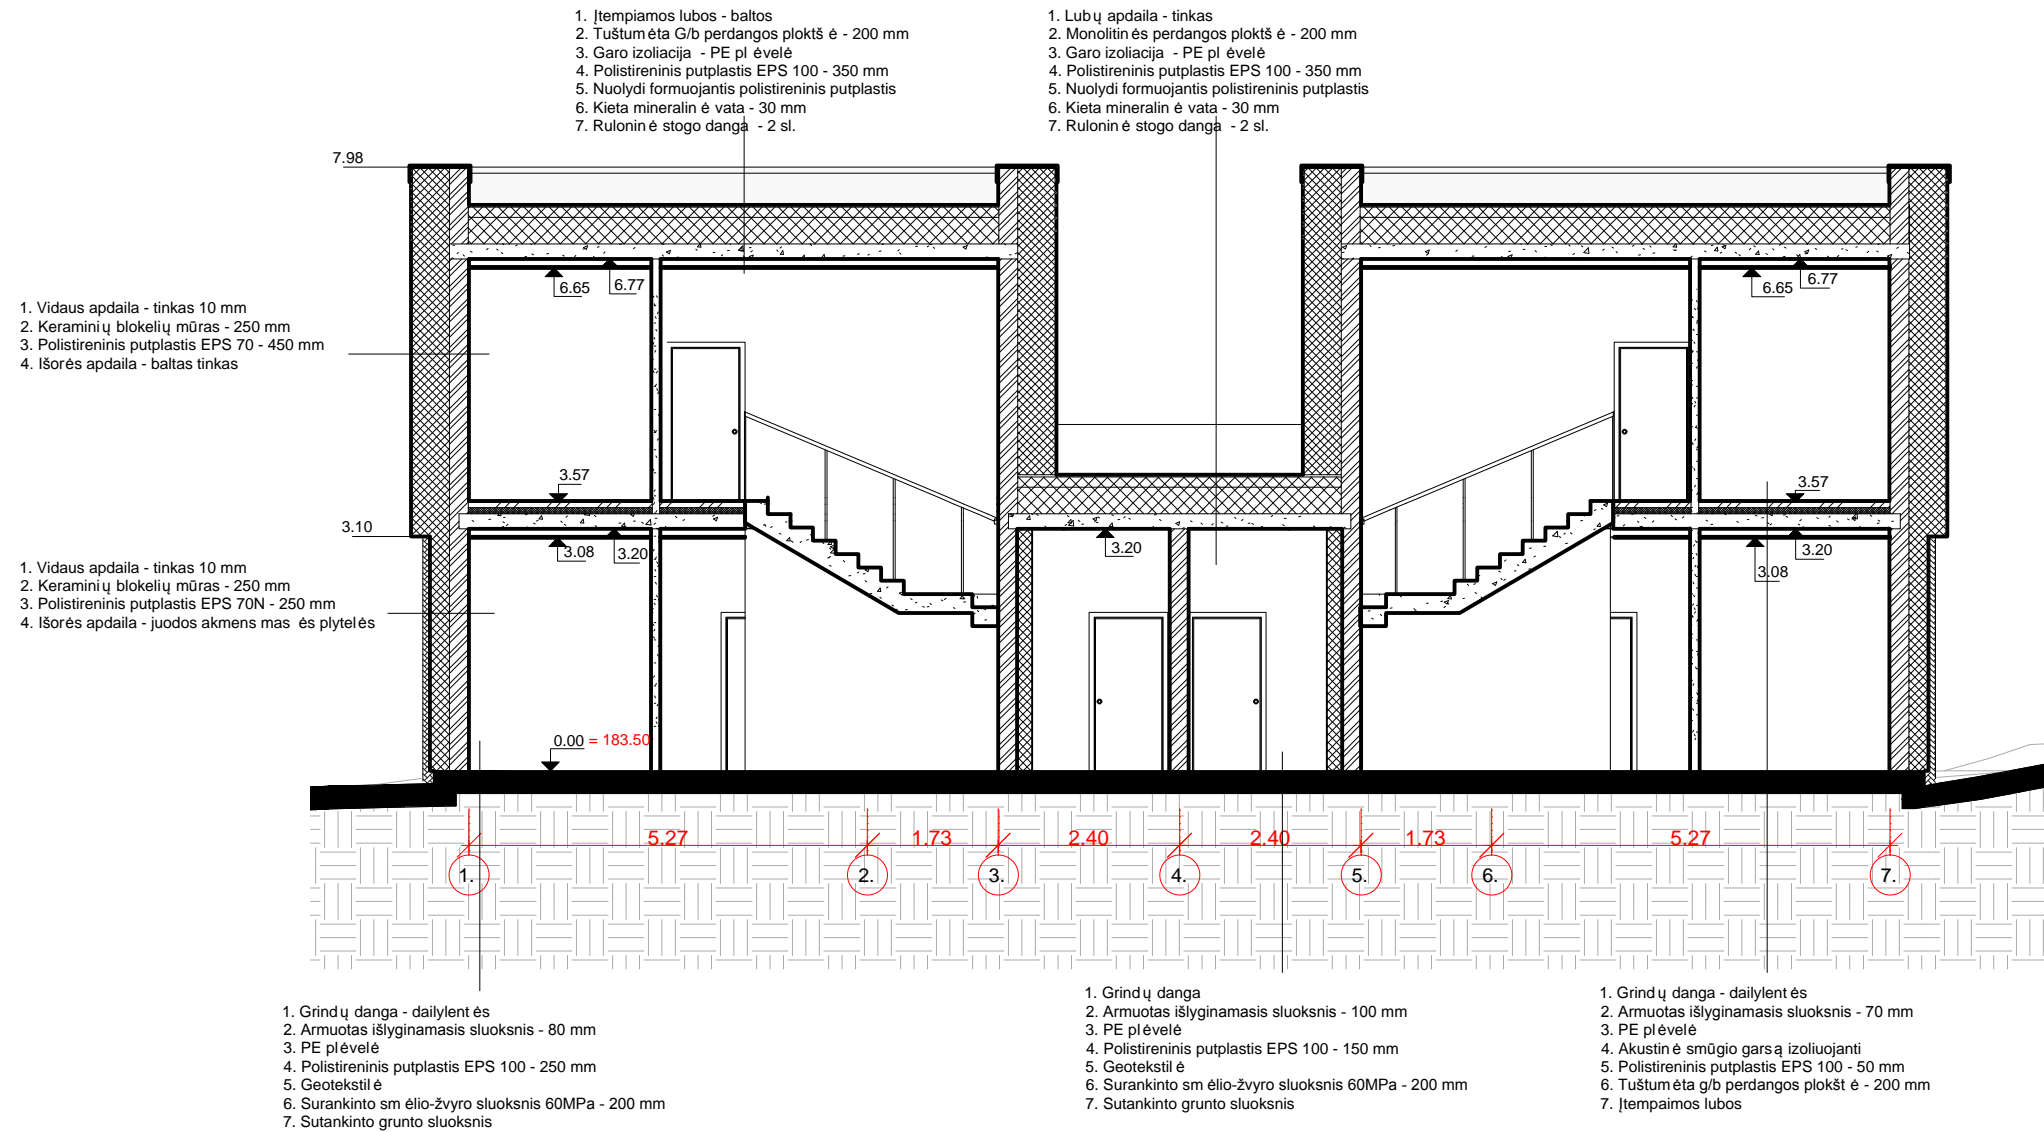 1. Įtempiamos lubos - baltos
2. Tuštumėta G/b perdangos ploktšė - 200 mm
3. Garo izoliacija - PE plėvelė
4. Polistireninis putplastis EPS 100 - 350 mm
5. Nuolydi formuojantis polistireninis putplastis
6. Kieta mineralinė vata - 30 mm
7. Ruloninė stogo danga - 2 sl.
1. Lubų apdaila - tinkas
2. Monolitinės perdangos ploktšė - 200 mm
3. Garo izoliacija - PE plėvelė
4. Polistireninis putplastis EPS 100 - 350 mm
5. Nuolydi formuojantis polistireninis putplastis
6. Kieta mineralinė vata - 30 mm
7. Ruloninė stogo danga - 2 sl.
7.98
6.65
6.77
6.65
6.77
1. Vidaus apdaila - tinkas 10 mm
2. Keraminių blokelių mūras - 250 mm
3. Polistireninis putplastis EPS 70 - 450 mm
4. Išorės apdaila - baltas tinkas
3.57
3.57
3.10
3.08
3.20
3.20
3.20
3.08
1. Vidaus apdaila - tinkas 10 mm
2. Keraminių blokelių mūras - 250 mm
3. Polistireninis putplastis EPS 70N - 250 mm
4. Išorės apdaila - juodos akmens masės plytelės
0.00 = 183.50
5.27 1.73 2.40 2.40 1.73 5.27
1. 2. 3. 4. 5. 6. 7.
1. Grindų danga - dailylentės
2. Armuotas išlyginamasis sluoksnis - 80 mm
3. PE plėvelė
4. Polistireninis putplastis EPS 100 - 250 mm
5. Geotekstilė
6. Surankinto smėlio-žvyro sluoksnis 60MPa - 200 mm
7. Sutankinto grunto sluoksnis
1. Grindų danga
2. Armuotas išlyginamasis sluoksnis - 100 mm
3. PE plėvelė
4. Polistireninis putplastis EPS 100 - 150 mm
5. Geotekstilė
6. Surankinto smėlio-žvyro sluoksnis 60MPa - 200 mm
7. Sutankinto grunto sluoksnis
1. Grindų danga - dailylentės
2. Armuotas išlyginamasis sluoksnis - 70 mm
3. PE plėvelė
4. Akustinė smūgio garsą izoliuojanti
5. Polistireninis putplastis EPS 100 - 50 mm
6. Tuštumėta g/b perdangos plokštė - 200 mm
7. Įtempaimos lubos